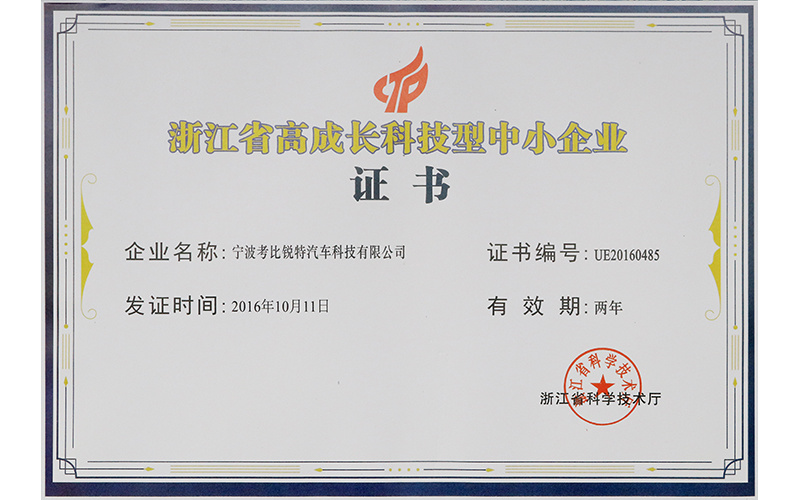 浙江省高成长科技型中小企业
证书
企业名称：宁波考比锐特汽车科技有限公司
证书编号：UE20160485
发证时间：2016年10月11日
有效期：两年
浙江省科学技术厅
浙江省科学技术厅